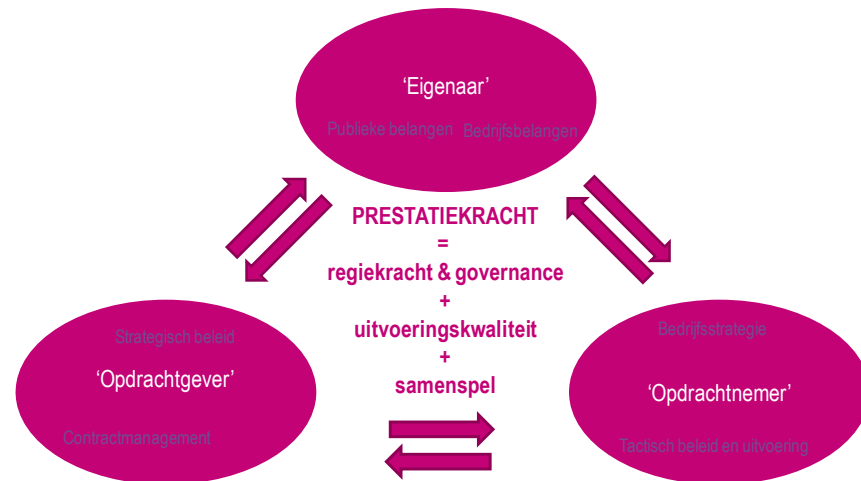 ‘Eigenaar’
Publieke belangen Bedrijfsbelangen
PRESTATIEKRACHT
=
regiekracht & governance
+
uitvoeringskwaliteit
+
samenspel
Strategisch beleid
‘Opdrachtgever’
Contractmanagement
Bedrijfsstrategie
‘Opdrachtnemer’
Tactisch beleid en uitvoering